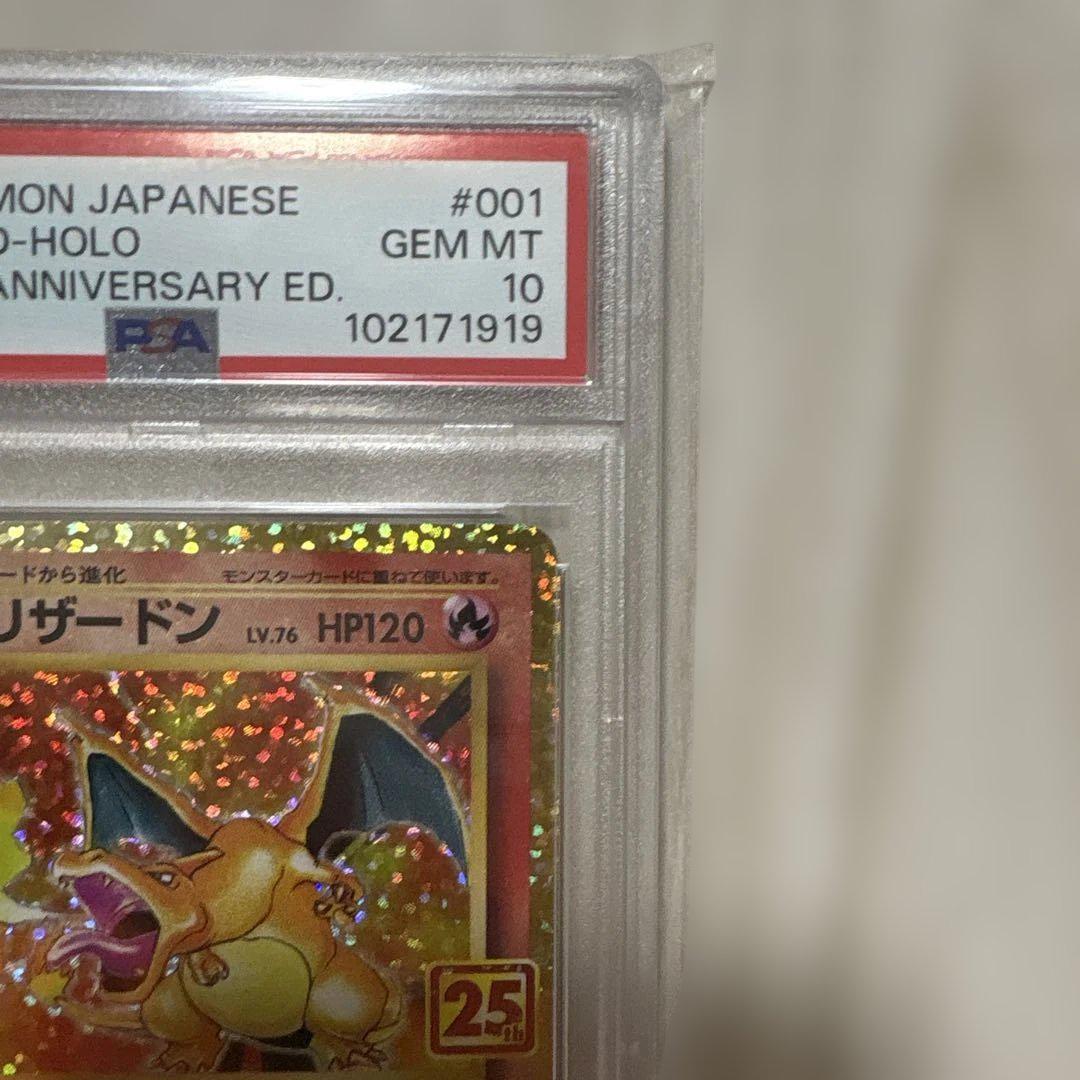 MON JAPANESE #001
D-HOLO GEM MT
ANNIVERSARY ED. 10
PSA 102171919
ードから進化 モンスターカードに重ねて使います。
リザードン LV.76 HP120
25th